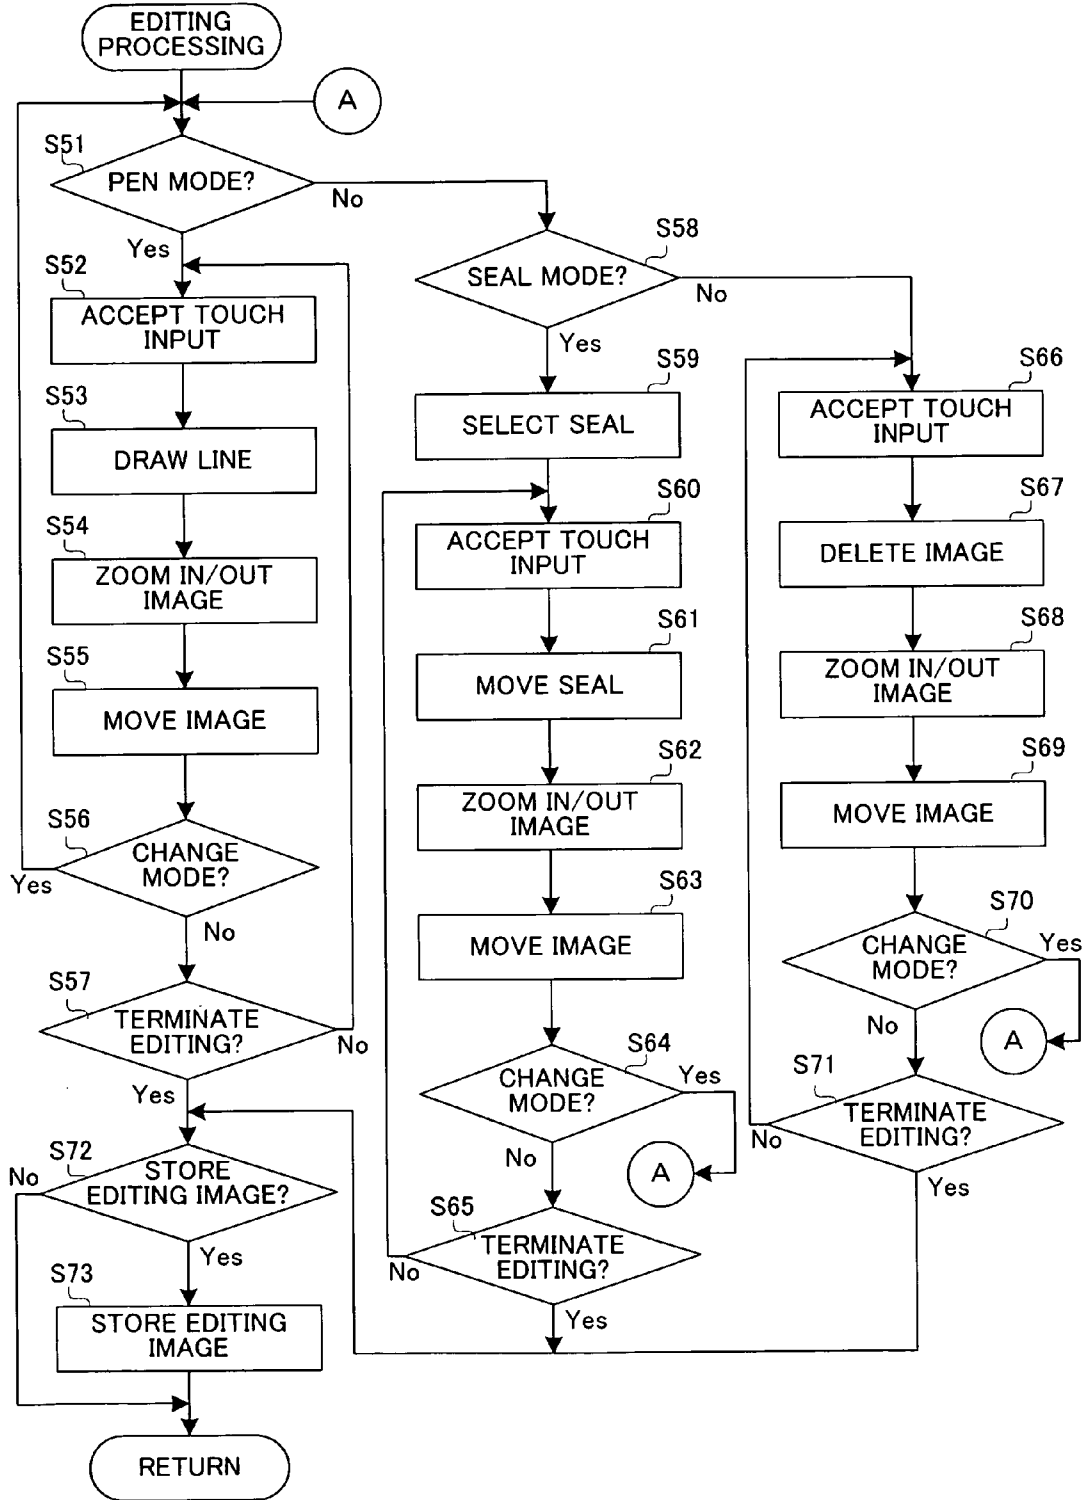 EDITING
PROCESSING
A
S51
PEN MODE?
No
Yes
S52
ACCEPT TOUCH
INPUT
S53
DRAW LINE
S54
ZOOM IN/OUT
IMAGE
S55
MOVE IMAGE
S56
CHANGE
MODE?
Yes
No
S57
TERMINATE
EDITING?
No
Yes
S58
SEAL MODE?
No
Yes
S59
SELECT SEAL
S60
ACCEPT TOUCH
INPUT
S61
MOVE SEAL
S62
ZOOM IN/OUT
IMAGE
S63
MOVE IMAGE
S64
CHANGE
MODE?
Yes
No
A
S65
TERMINATE
EDITING?
No
Yes
S66
ACCEPT TOUCH
INPUT
S67
DELETE IMAGE
S68
ZOOM IN/OUT
IMAGE
S69
MOVE IMAGE
S70
CHANGE
MODE?
Yes
No
A
S71
TERMINATE
EDITING?
No
Yes
S72
STORE
EDITING IMAGE?
No
Yes
S73
STORE EDITING
IMAGE
RETURN